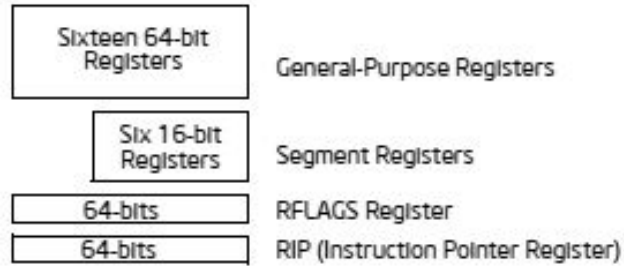 Sixteen 64-bit
Registers
General-Purpose Registers
Six 16-bit
Registers
Segment Registers
64-bits
RFLAGS Register
64-bits
RIP (Instruction Pointer Register)